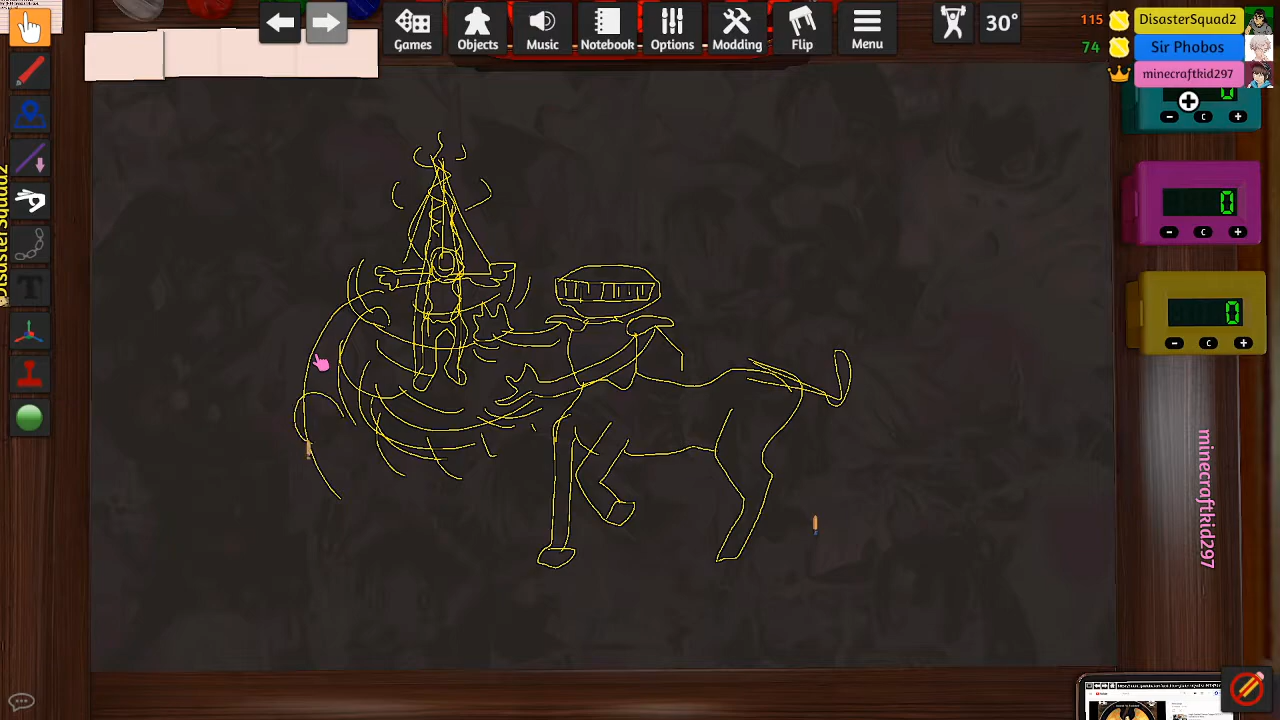 Games
Objects
Music
Notebook
Options
Modding
Flip
Menu
30°
115 DisasterSquad2
74 Sir Phobos
minecraftkid297
0
- C +
0
- C +
0
- C +
DisasterSquad2
T
minecraftkid297